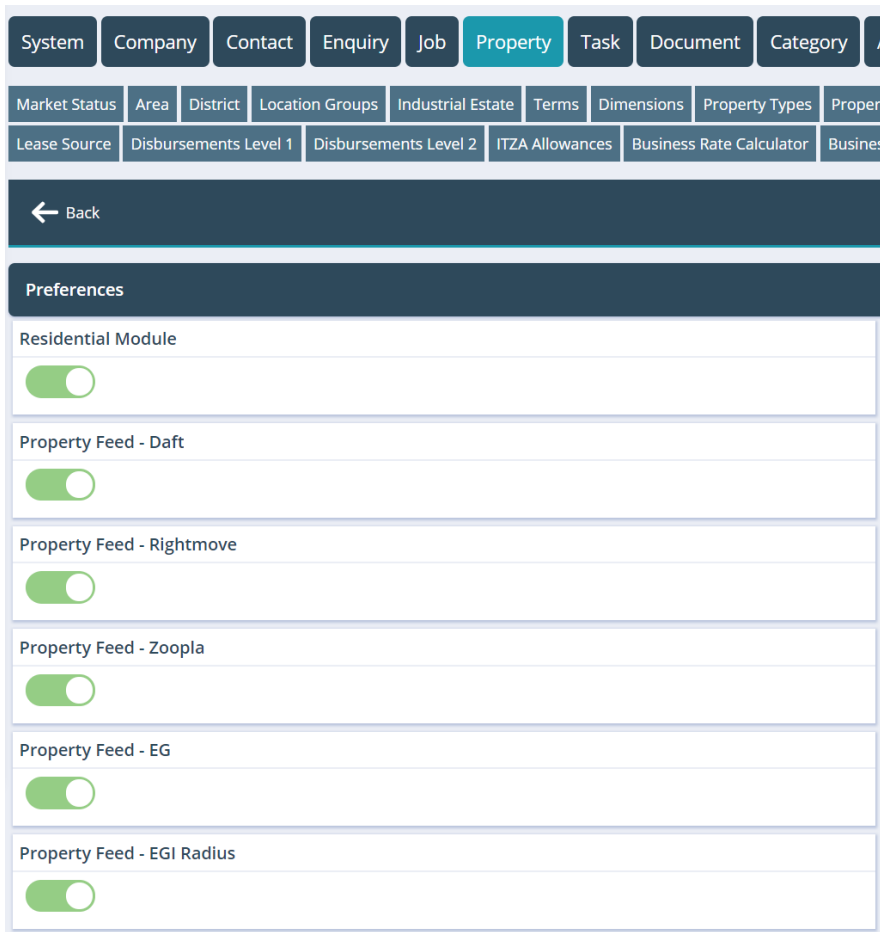 System Company Contact Enquiry Job Property Task Document Category
Market Status Area District Location Groups Industrial Estate Terms Dimensions Property Types
Lease Source Disbursements Level 1 Disbursements Level 2 ITZA Allowances Business Rate Calculator
Back
Preferences
Residential Module
Property Feed - Daft
Property Feed - Rightmove
Property Feed - Zoopla
Property Feed - EG
Property Feed - EGI Radius